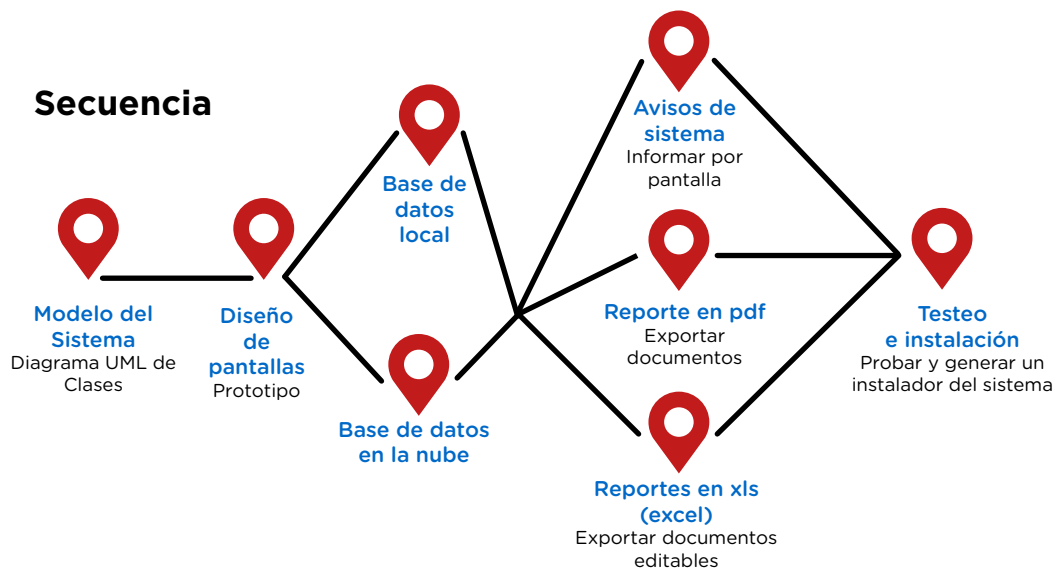 Secuencia
Modelo del
Sistema
Diagrama UML de
Clases
Diseño
de
pantallas
Prototipo
Base de
datos
local
Base de datos
en la nube
Avisos de
sistema
Informar por
pantalla
Reporte en pdf
Exportar
documentos
Reportes en xls
(excel)
Exportar documentos
editables
Testeo
e instalación
Probar y generar un
instalador del sistema